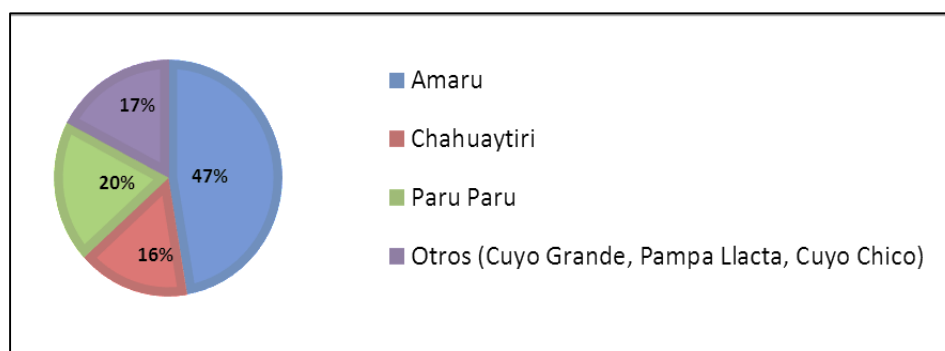 17%
47%
20%
16%
Amaru
Chahuaytiri
Paru Paru
Otros (Cuyo Grande, Pampa Llacta, Cuyo Chico)